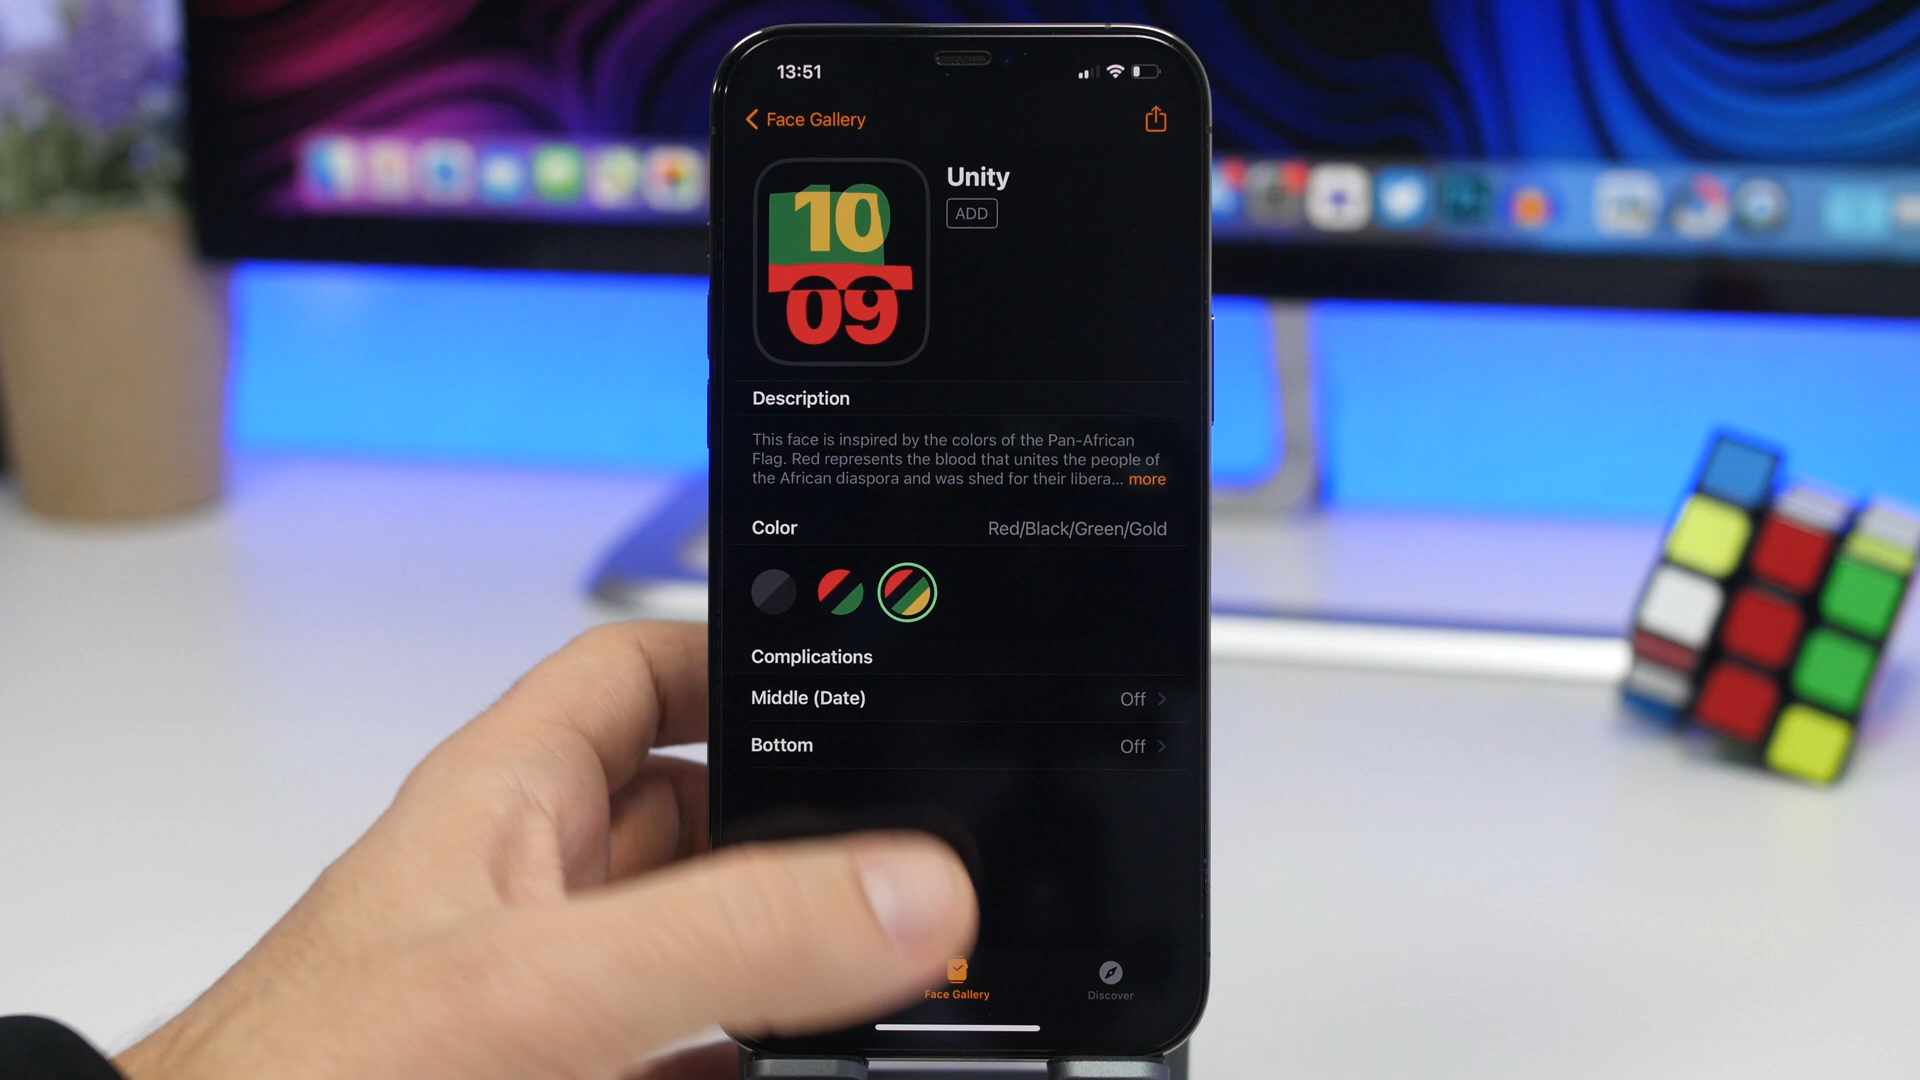 13:51
Face Gallery
10
09
Unity
ADD
Description
This face is inspired by the colors of the Pan-African
Flag. Red represents the blood that unites the people of
the African diaspora and was shed for their libera... more
Color Red/Black/Green/Gold
Complications
Middle (Date) Off
Bottom Off
Face Gallery
Discover